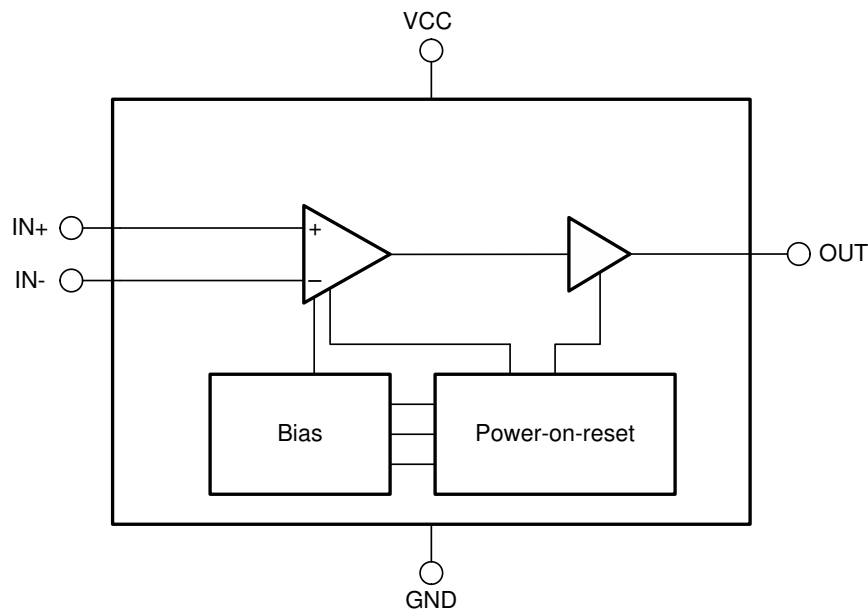 VCC
IN+
+
OUT
IN-
−
Bias
Power-on-reset
GND